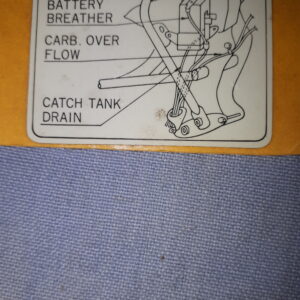 BATTERY
BREATHER
CARB. OVER
FLOW
CATCH TANK
DRAIN